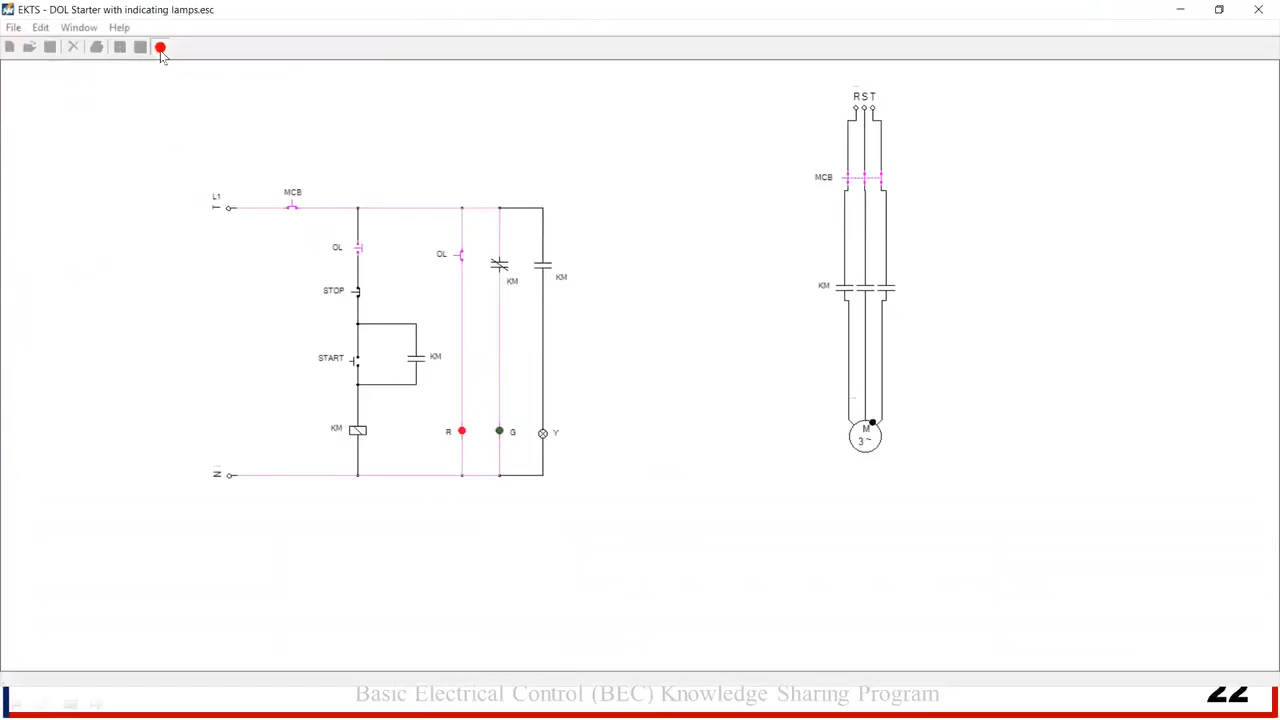 EKTS - DOL Starter with indicating lamps.esc
File Edit Window Help
R S T
MCB
L1
MCB
OL
OL
STOP
KM
KM
KM
START
KM
KM
R
G
Y
M
3 ~
N
Basic Electrical Control (BEC) Knowledge Sharing Program
22